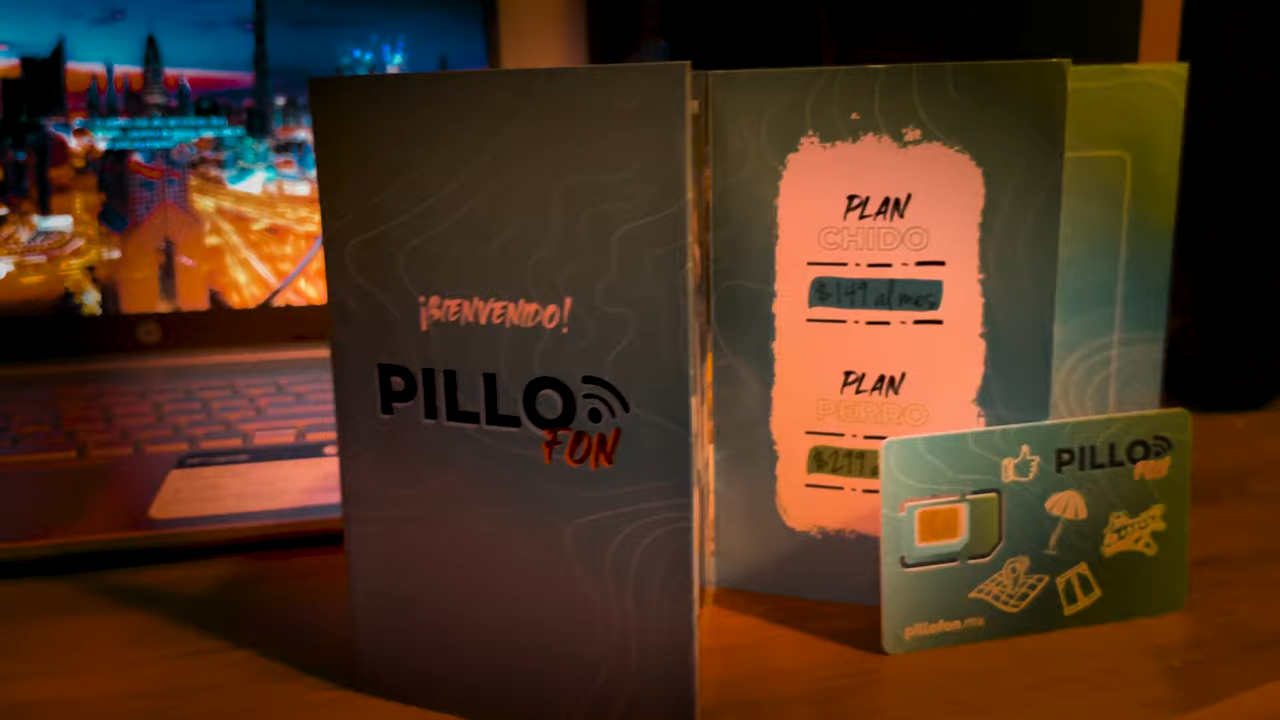 ¡BIENVENIDO!
PILLO
FON
PLAN
CHIDO
$149 al mes
PLAN
PERRO
PILLO
FON
pillofon.mx